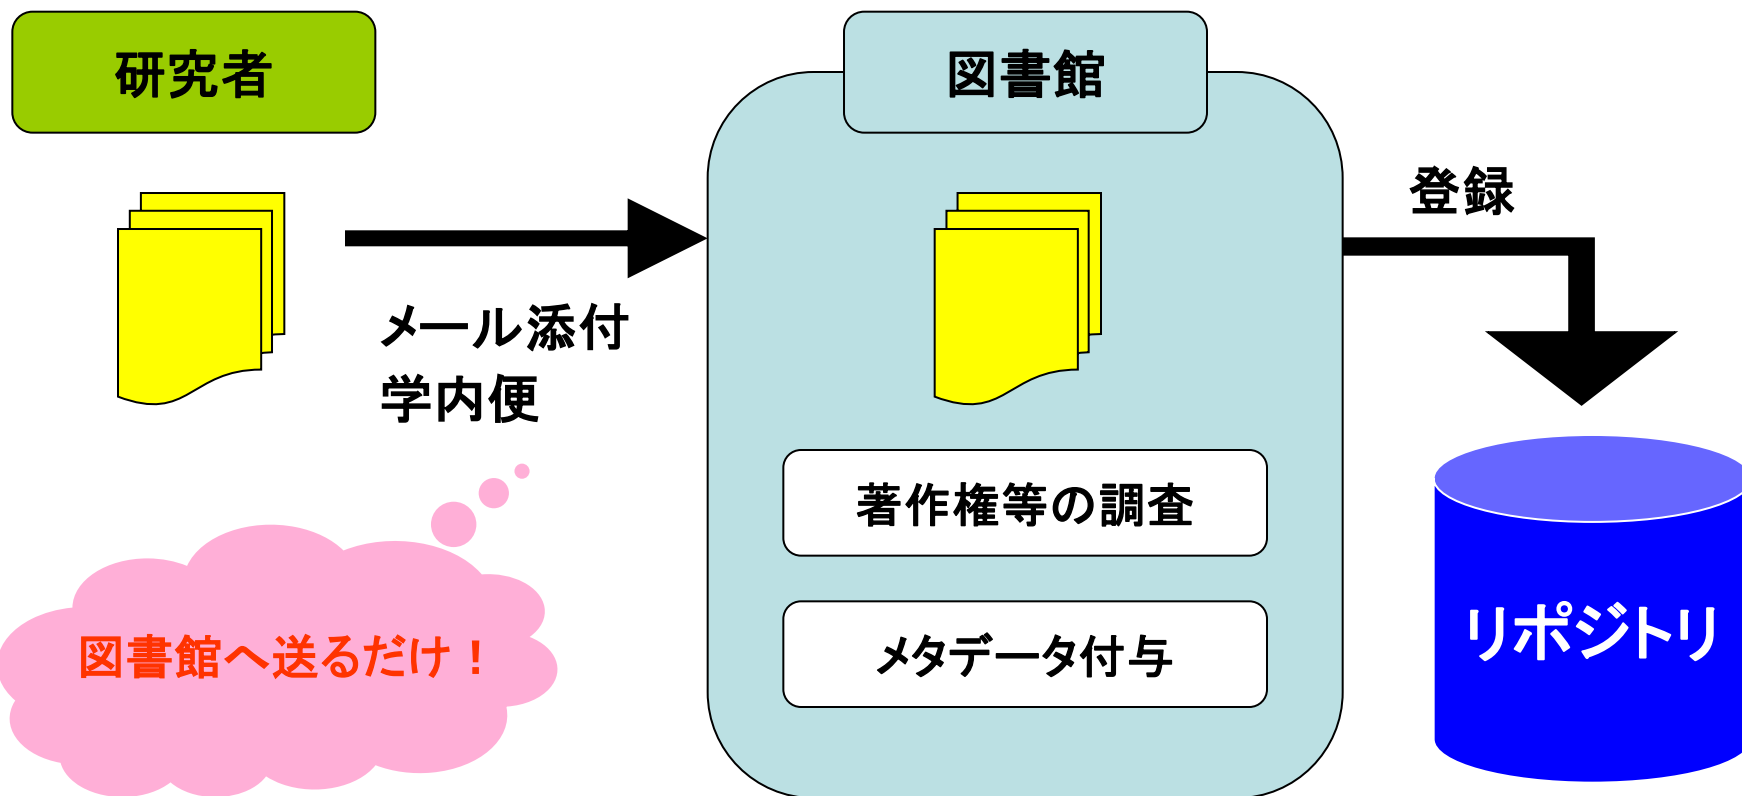 研究者
図書館
登録
メール添付
学内便
著作権等の調査
メタデータ付与
図書館へ送るだけ！
リポジトリ